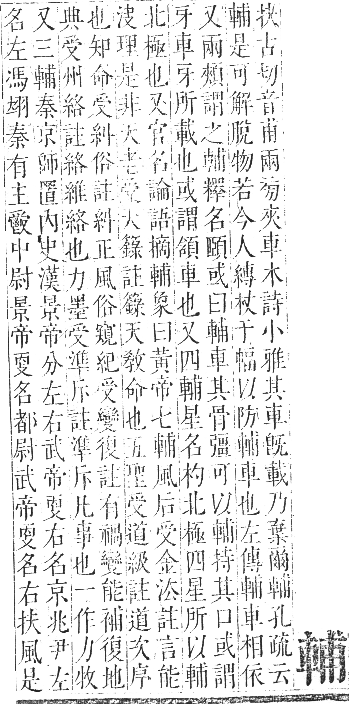 輔
扶古切音甫兩旁夾車木詩小雅其車旣載乃棄爾輔孔疏云
輔是可解脫物若今人縛杖于輻以防輔車也左傳輔車相依
又兩頰謂之輔釋名頤或曰輔車其骨彊可以輔持其口或謂
牙車牙所載也或謂頷車也又四輔星名杓北極四星所以輔
北極也又官名論語摘輔象曰黃帝七輔風后受金法註言能
決理是非天老受天籙註籙天敎命也五聖受道級註道次序
也知命受糾俗註糾正風俗窺紀受變復註有禍變能補復地
典受州絡註絡維絡也力墨受準斥註準斥凡事也一作力牧
又三輔秦京師置內史漢景帝分左右武帝更右名京兆尹左
名左馮翊秦有主爵中尉景帝更名都尉武帝更名右扶風是